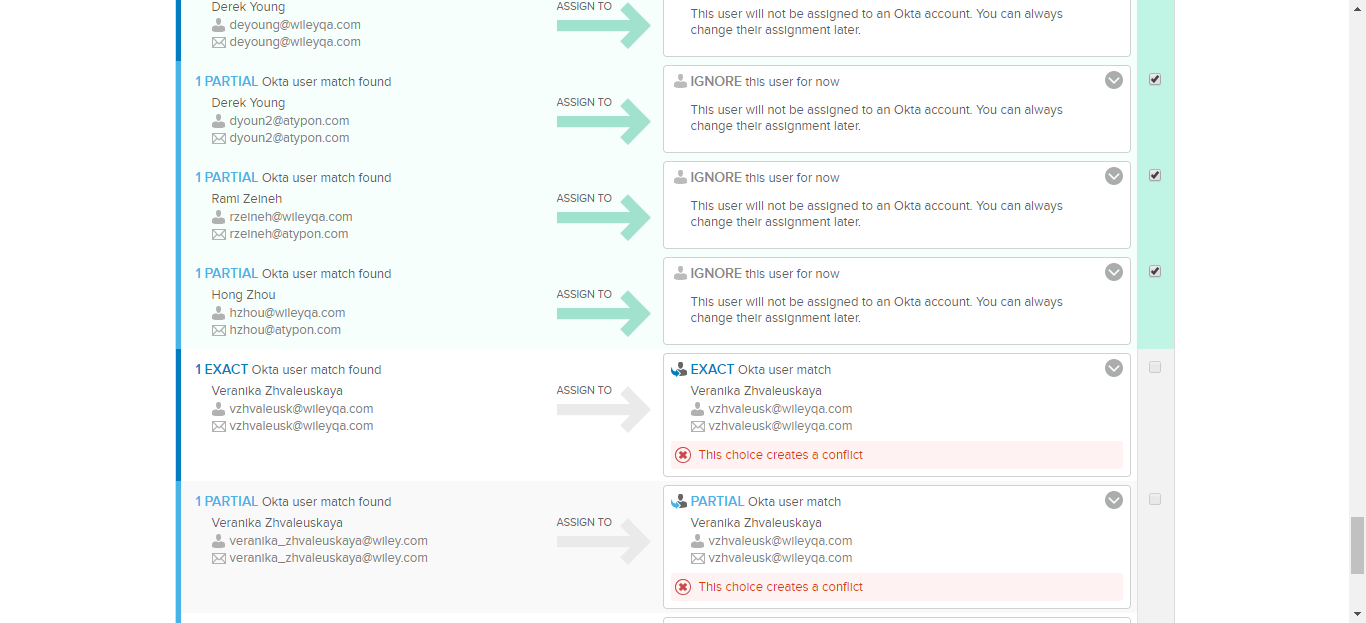 Derek Young
deyoung@wileyqa.com
deyoung@wileyqa.com
ASSIGN TO
This user will not be assigned to an Okta account. You can always
change their assignment later.
1 PARTIAL Okta user match found
Derek Young
dyoun2@atypon.com
dyoun2@atypon.com
ASSIGN TO
IGNORE this user for now
This user will not be assigned to an Okta account. You can always
change their assignment later.
1 PARTIAL Okta user match found
Rami Zeineh
rzeineh@wileyqa.com
rzeineh@atypon.com
ASSIGN TO
IGNORE this user for now
This user will not be assigned to an Okta account. You can always
change their assignment later.
1 PARTIAL Okta user match found
Hong Zhou
hzhou@wileyqa.com
hzhou@atypon.com
ASSIGN TO
IGNORE this user for now
This user will not be assigned to an Okta account. You can always
change their assignment later.
1 EXACT Okta user match found
Veranika Zhvaleuskaya
vzhvaleusk@wileyqa.com
vzhvaleusk@wileyqa.com
ASSIGN TO
EXACT Okta user match
Veranika Zhvaleuskaya
vzhvaleusk@wileyqa.com
vzhvaleusk@wileyqa.com
This choice creates a conflict
1 PARTIAL Okta user match found
Veranika Zhvaleuskaya
veranika_zhvaleuskaya@wiley.com
veranika_zhvaleuskaya@wiley.com
ASSIGN TO
PARTIAL Okta user match
Veranika Zhvaleuskaya
vzhvaleusk@wileyqa.com
vzhvaleusk@wileyqa.com
This choice creates a conflict